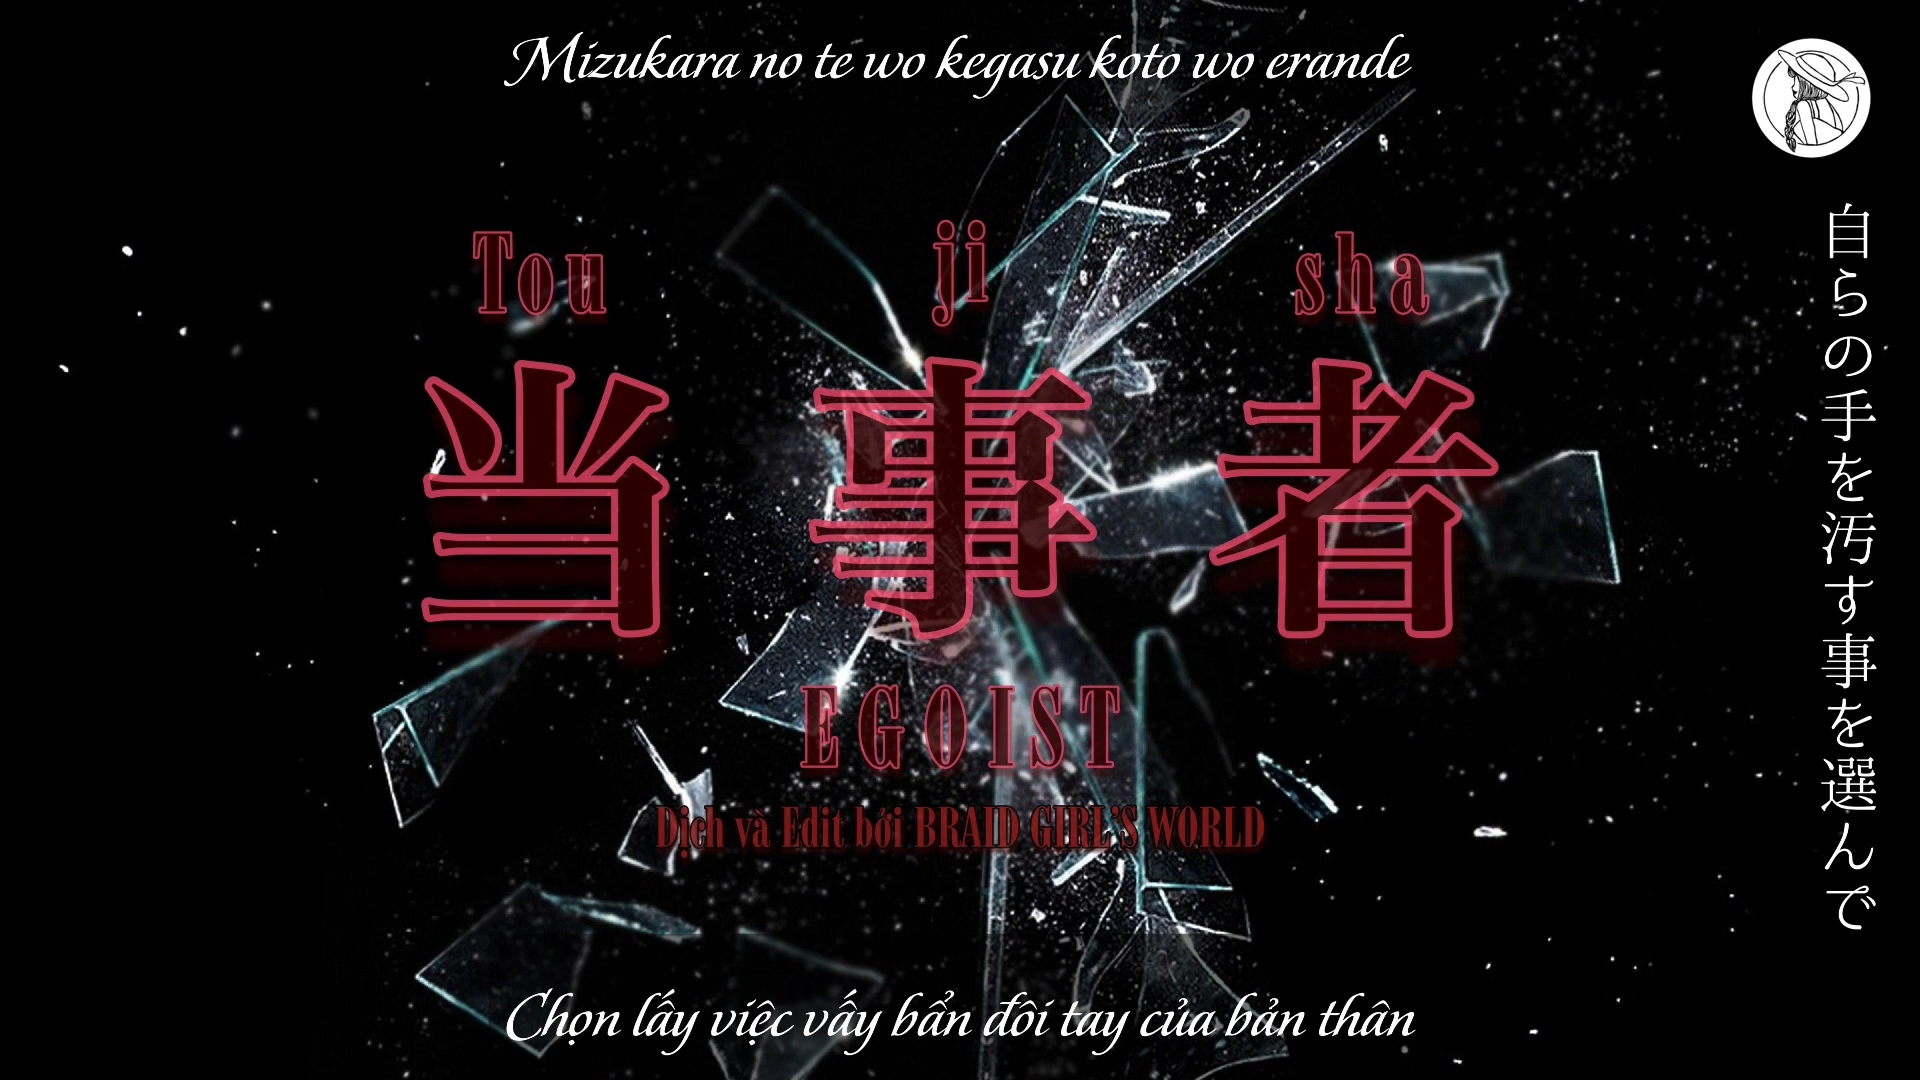 Mizukara no te wo kegasu koto wo erande
Tou ji sha
当事者
EGOIST
Dịch và Edit bởi BRAID GIRL'S WORLD
自らの手を汚す事を選んで
Chọn lấy việc vấy bẩn đôi tay của bản thân